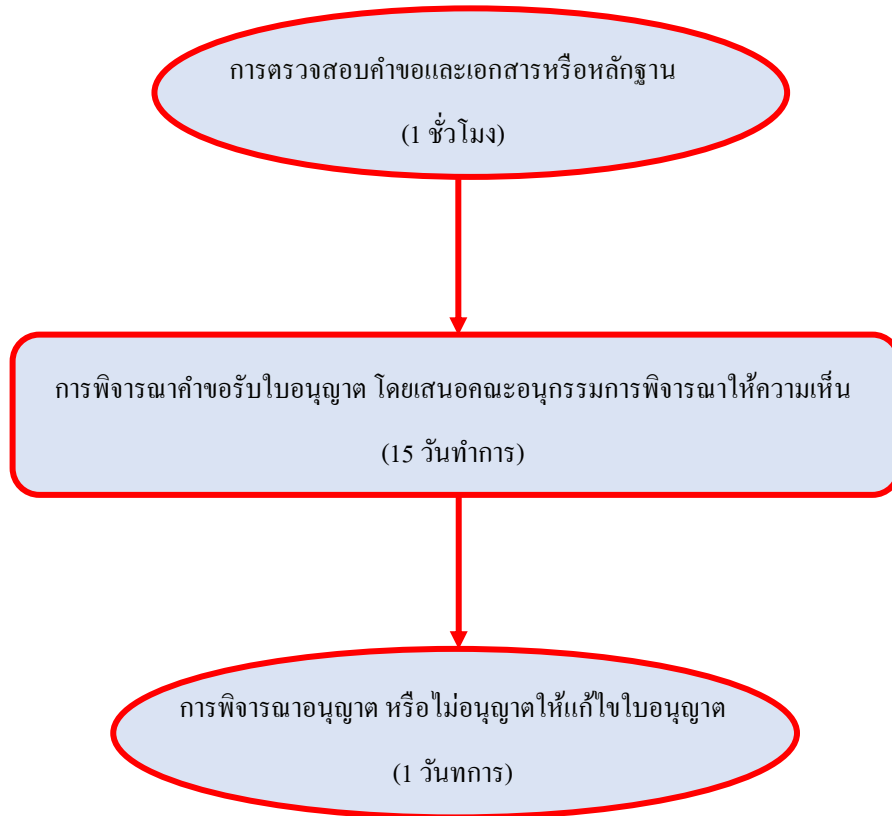 การตรวจสอบคำขอและเอกสารหรือหลักฐาน
(1 ชั่วโมง)
การพิจารณาคำขอรับใบอนุญาต โดยเสนอคณะอนุกรรมการพิจารณาให้ความเห็น
(15 วันทำการ)
การพิจารณาอนุญาต หรือไม่อนุญาตให้แก้ไขใบอนุญาต
(1 วันทการ)